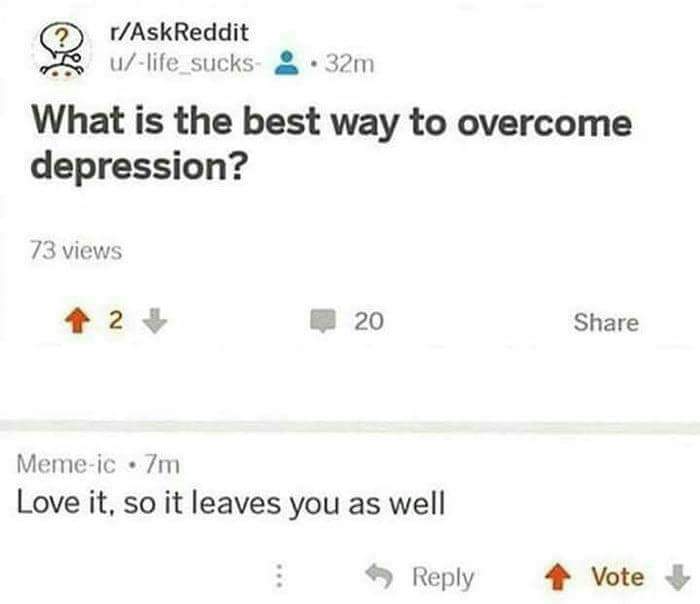 r/AskReddit
u/-life_sucks- • 32m
What is the best way to overcome
depression?
73 views
2
20
Share
Meme-ic • 7m
Love it, so it leaves you as well
Reply
Vote